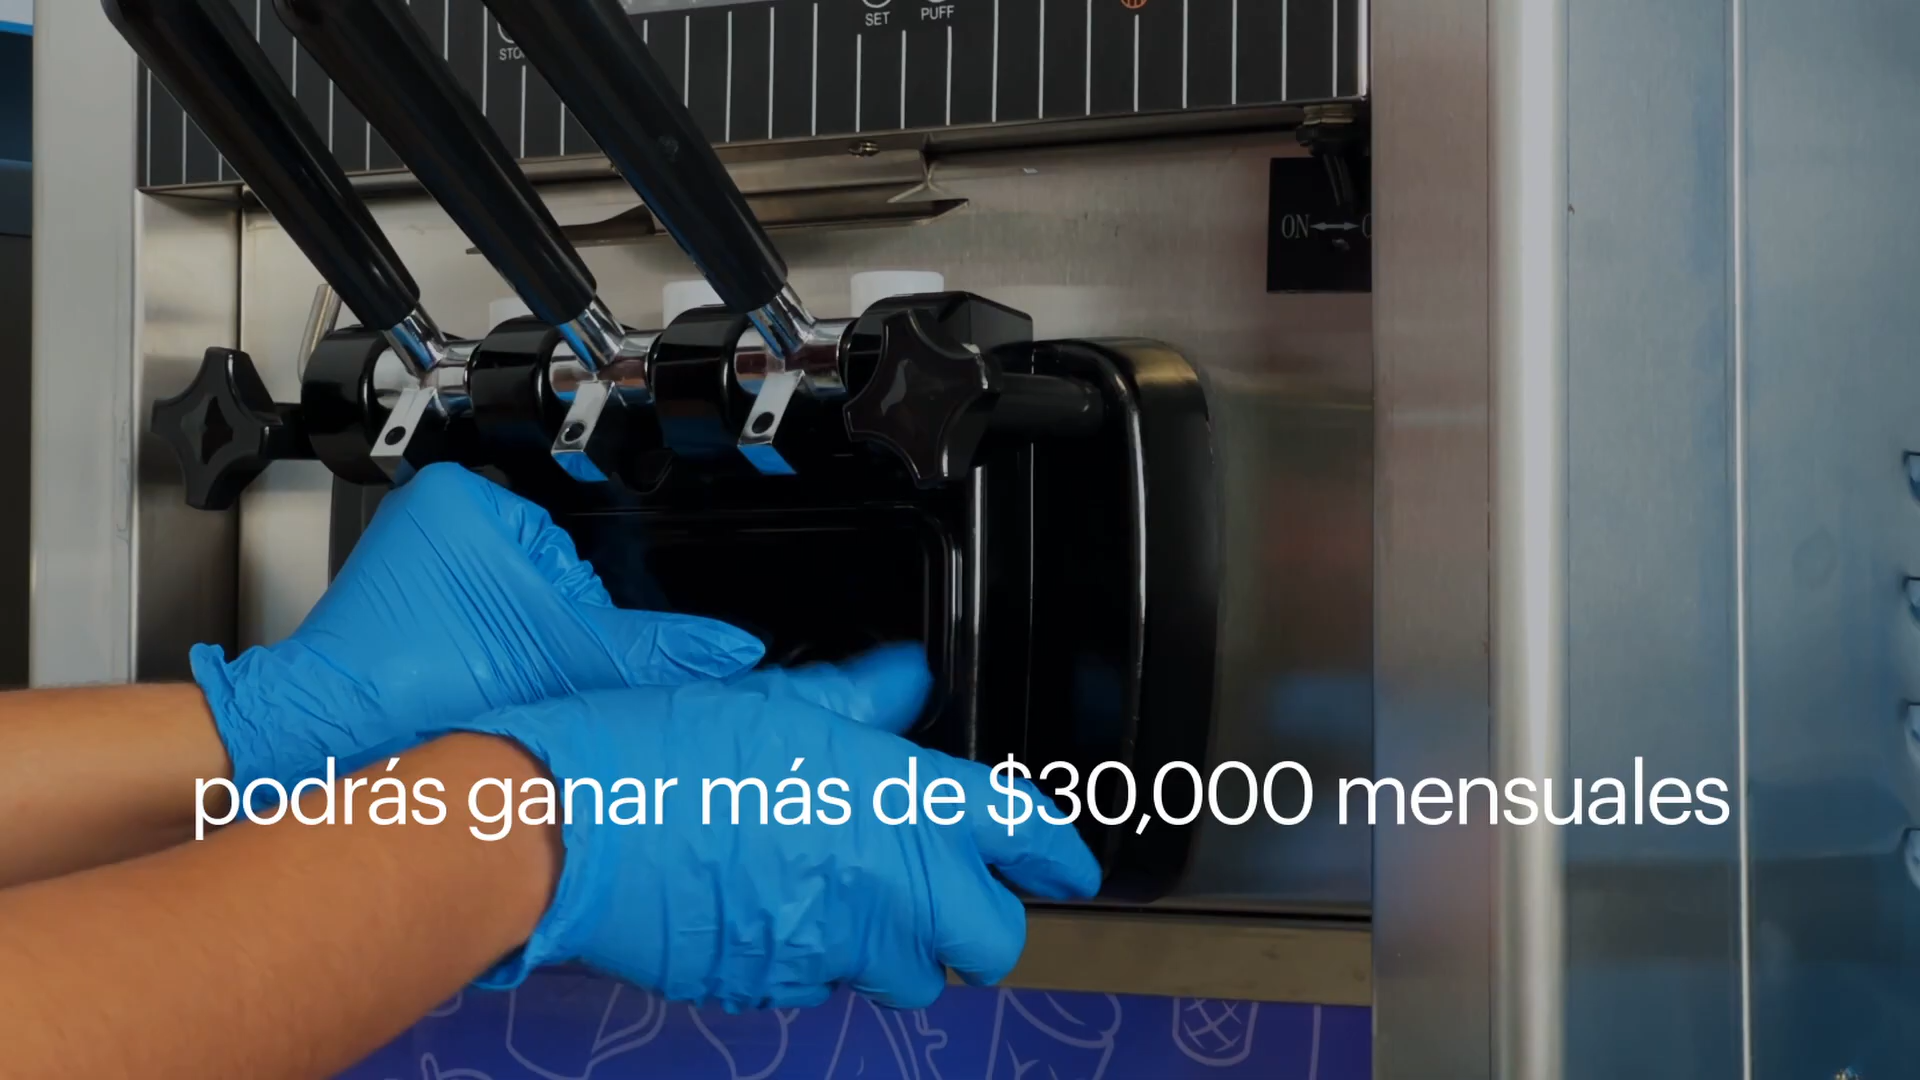 SET PUFF
ON
podrás ganar más de $30,000 mensuales